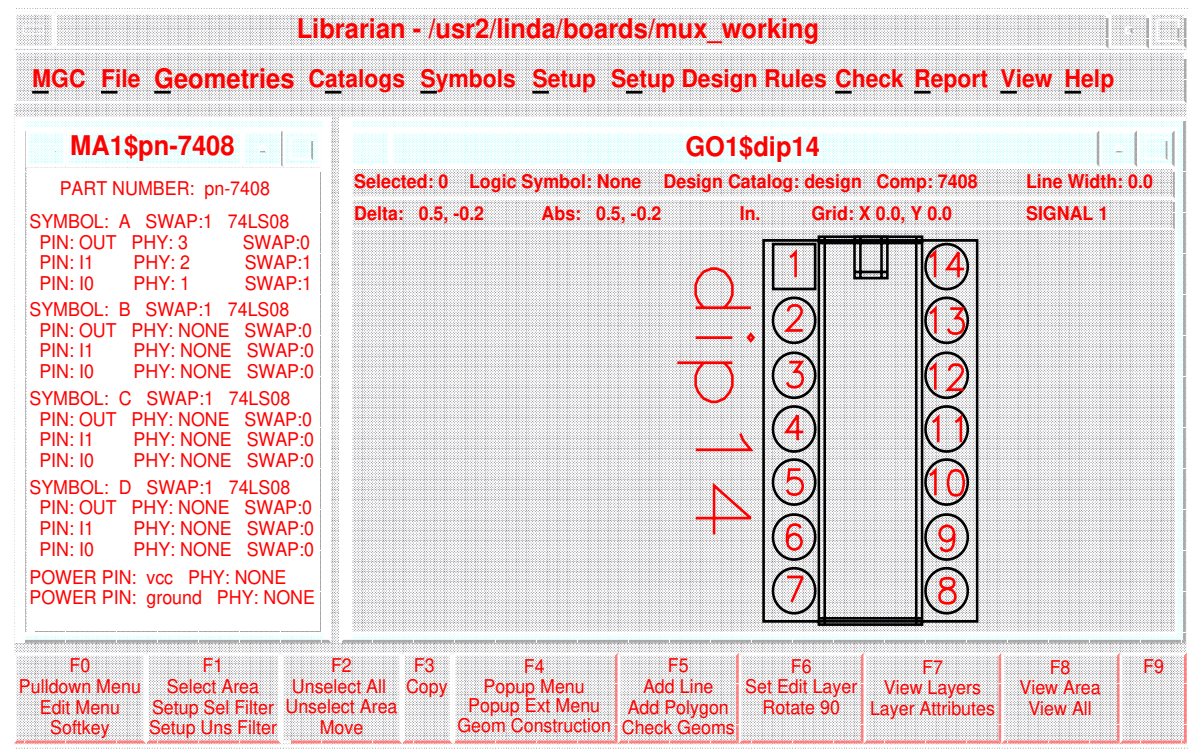 Librarian - /usr2/linda/boards/mux_working
MGC File Geometries Catalogs Symbols Setup Setup Design Rules Check Report View Help
MA1$pn-7408
PART NUMBER: pn-7408
SYMBOL: A SWAP:1 74LS08
PIN: OUT PHY: 3 SWAP:0
PIN: I1 PHY: 2 SWAP:1
PIN: I0 PHY: 1 SWAP:1
SYMBOL: B SWAP:1 74LS08
PIN: OUT PHY: NONE SWAP:0
PIN: I1 PHY: NONE SWAP:0
PIN: I0 PHY: NONE SWAP:0
SYMBOL: C SWAP:1 74LS08
PIN: OUT PHY: NONE SWAP:0
PIN: I1 PHY: NONE SWAP:0
PIN: I0 PHY: NONE SWAP:0
SYMBOL: D SWAP:1 74LS08
PIN: OUT PHY: NONE SWAP:0
PIN: I1 PHY: NONE SWAP:0
PIN: I0 PHY: NONE SWAP:0
POWER PIN: vcc PHY: NONE
POWER PIN: ground PHY: NONE
GO1$dip14
Selected: 0 Logic Symbol: None Design Catalog: design Comp: 7408 Line Width: 0.0
Delta: 0.5, -0.2 Abs: 0.5, -0.2 In. Grid: X 0.0, Y 0.0 SIGNAL 1
dip14
1 14
2 13
3 12
4 11
5 10
6 9
7 8
F0
Pulldown Menu
Edit Menu
Softkey
F1
Select Area
Setup Sel Filter
Setup Uns Filter
F2
Unselect All
Unselect Area
Move
F3
Copy
F4
Popup Menu
Popup Ext Menu
Geom Construction
F5
Add Line
Add Polygon
Check Geoms
F6
Set Edit Layer
Rotate 90
F7
View Layers
Layer Attributes
F8
View Area
View All
F9